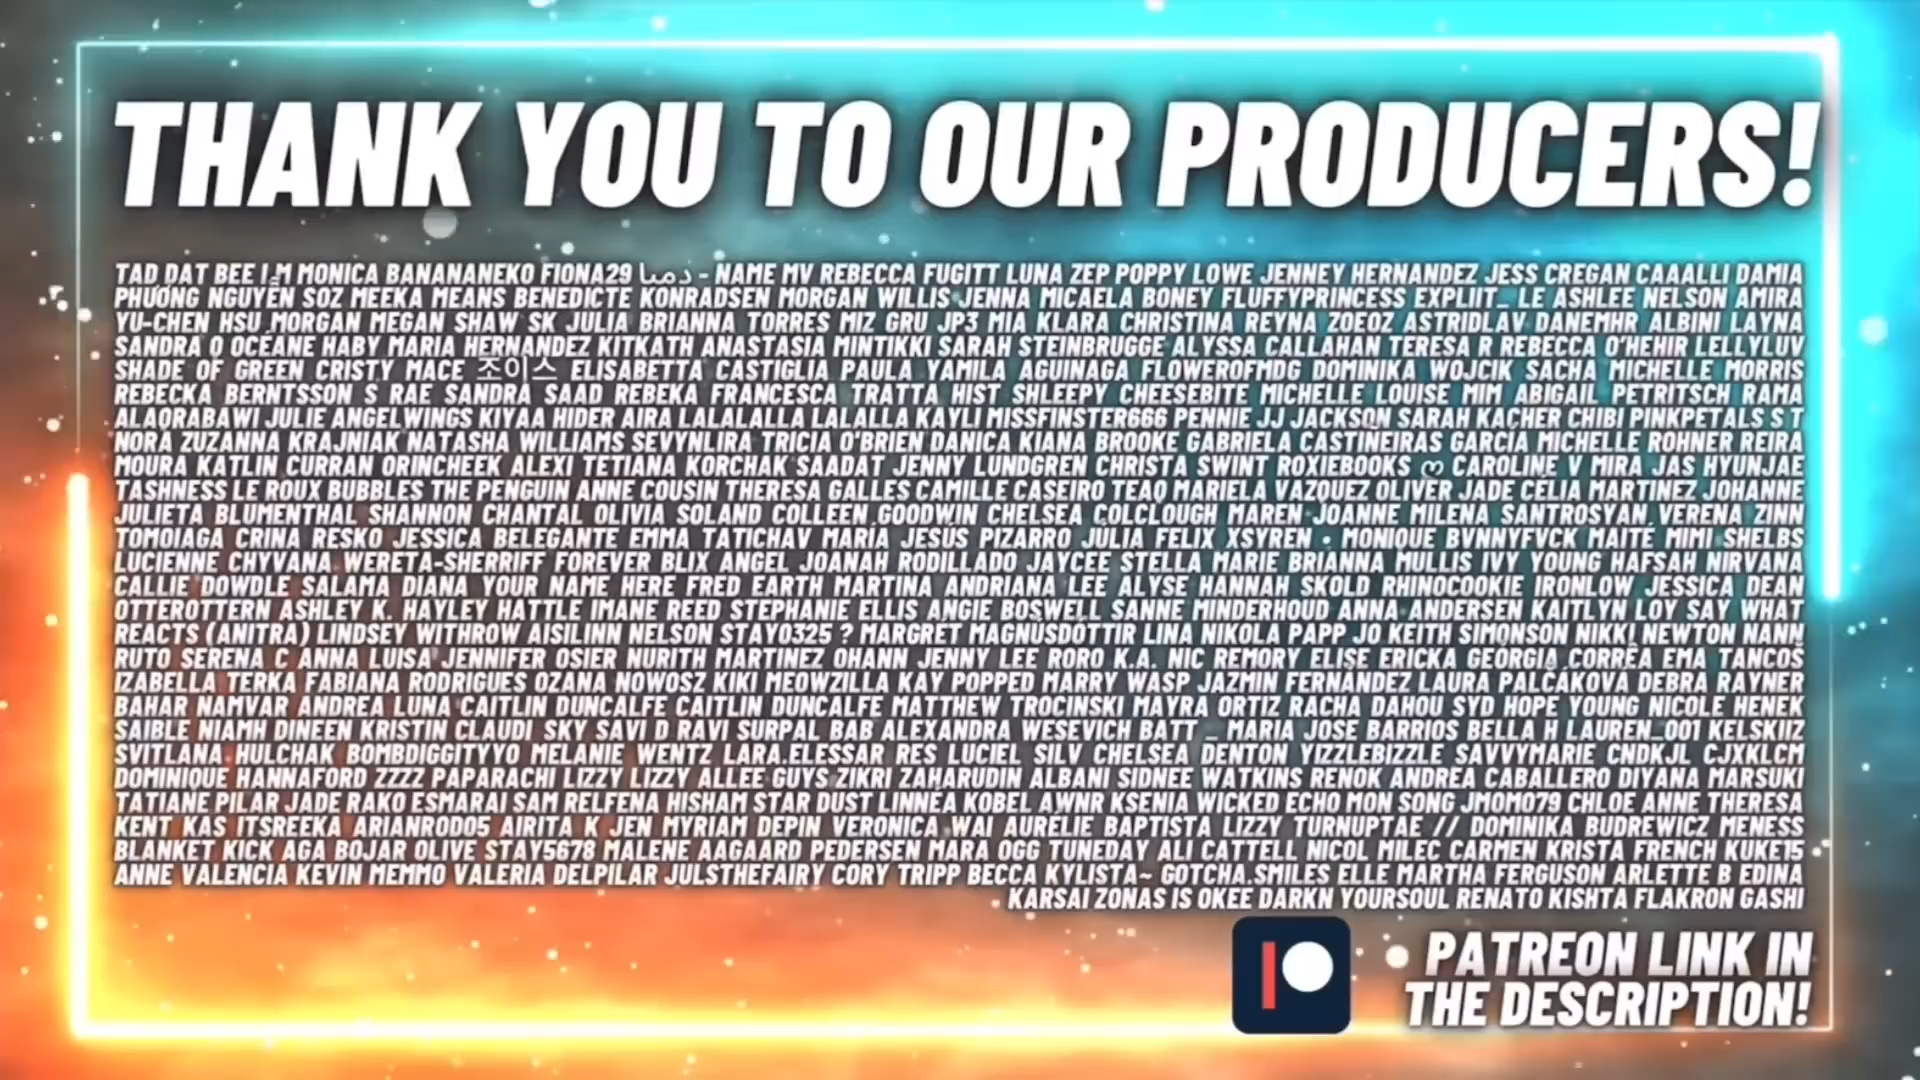 THANK YOU TO OUR PRODUCERS!
TAD DAT BEE I_M MONICA BANANANEKO FIONA29 - NAME MV REBECCA FUGITT LUNA ZEP POPPY LOWE JENNEY HERNANDEZ JESS CREGAN CAAALLI DAMIA
PHƯƠNG NGUYỄN SOZ MEEKA MEANS BENEDICTE KONRADSEN MORGAN WILLIS JENNA MICAELA BONEY FLUFFYPRINCESS EXPLIIT_ LE ASHLEE NELSON AMIRA
YU-CHEN HSU MORGAN MEGAN SHAW SK JULIA BRIANNA TORRES MIZ GRU JP3 MIA KLARA CHRISTINA REYNA ZOEOZ ASTRIDLAV DANEMHR ALBINI LAYNA
SANDRA O OCÉANE HABY MARIA HERNANDEZ KITKATH ANASTASIA MINTIKKI SARAH STEINBRUGGE ALYSSA CALLAHAN TERESA R REBECCA O'HEHIR LELLYLUV
SHADE OF GREEN CRISTY MACE 조이스 ELISABETTA CASTIGLIA PAULA YAMILA AGUINAGA FLOWEROFMDG DOMINIKA WOJCIK SACHA MICHELLE MORRIS
REBECKA BERNTSSON S RAE SANDRA SAAD REBEKA FRANCESCA TRATTA HIST SHLEEPY CHEESEBITE MICHELLE LOUISE MIM ABIGAIL PETRITSCH RAMA
ALAQRABAWI JULIE ANGELWINGS KIYAA HIDER AIRA LALALALLA LALALLA KAYLI MISSFINSTER666 PENNIE JJ JACKSON SARAH KACHER CHIBI PINKPETALS S T
NORA ZUZANNA KRAJNIAK NATASHA WILLIAMS SEVYNLIRA TRICIA O'BRIEN DANICA KIANA BROOKE GABRIELA CASTINEIRAS GARCÍA MICHELLE ROHNER REIRA
MOURA KATLIN CURRAN ORINCHEEK ALEXI TETIANA KORCHAK SAADAT JENNY LUNDGREN CHRISTA SWINT ROXIEBOOKS ෆ CAROLINE V MIRA JAS HYUNJAE
TASHNESS LE ROUX BUBBLES THE PENGUIN ANNE COUSIN THERESA GALLES CAMILLE CASEIRO TEAQ MARIELA VAZQUEZ OLIVER JADE CÉLIA MARTINEZ JOHANNE
JULIETA BLUMENTHAL SHANNON CHANTAL OLIVIA SOLAND COLLEEN GOODWIN CHELSEA COLCLOUGH MAREN JOANNE MILENA SANTROSYAN VERENA ZINN
TOMOIAGA CRINA RESKO JESSICA BELEGANTE EMMA TATICHAV MARÍA JESÚS PIZARRO JÚLIA FELIX XSYREN • MONIQUE BVNNYFVCK MAITÉ MIMI SHELBS
LUCIENNE CHYVANA WERETA-SHERRIFF FOREVER BLIX ANGEL JOANAH RODILLADO JAYCEE STELLA MARIE BRIANNA MULLIS IVY YOUNG HAFSAH NIRVANA
CALLIE DOWDLE SALAMA DIANA YOUR NAME HERE FRED EARTH MARTINA ANDRIANA LEE ALYSE HANNAH SKOLD RHINOCOOKIE IRONLOW JESSICA DEAN
OTTEROTTERN ASHLEY K. HAYLEY HATTLE IMANE REED STEPHANIE ELLIS ANGIE BOSWELL SANNE MINDERHOUD ANNA ANDERSEN KAITLYN LOY SAY WHAT
REACTS (ANITRA) LINDSEY WITHROW AISILINN NELSON STAY0325 ? MARGRET MAGNÚSDÓTTIR LINA NIKOLA PAPP JO KEITH SIMONSON NIKKI NEWTON NANN
RUTO SERENA C ANNA LUISA JENNIFER OSIER NURITH MARTINEZ OHANN JENNY LEE RORO K.A. NIC REMORY ELISE ERICKA GEORGIA CORRÊA EMA TANCOS
IZABELLA TERKA FABIANA RODRIGUES OZANA NOWOSZ KIKI MEOWZILLA KAY POPPED MARRY WASP JAZMIN FERNÁNDEZ LAURA PALČÁKOVÁ DEBRA RAYNER
BAHAR NAMVAR ANDREA LUNA CAITLIN DUNCALFE CAITLIN DUNCALFE MATTHEW TROCINSKI MAYRA ORTIZ RACHA DAHOU SYD HOPE YOUNG NICOLE HENEK
SAIBLE NIAMH DINEEN KRISTIN CLAUDI SKY SAVI D RAVI SURPAL BAB ALEXANDRA WESEVICH BATT _ MARIA JOSE BARRIOS BELLA H LAUREN_001 KELSKIIZ
SVITLANA HULCHAK BOMBDIGGITYYO MELANIE WENTZ LARA.ELESSAR RES LUCIEL SILV CHELSEA DENTON YIZZLEBIZZLE SAVVYMARIE CNDKJL CJXKLCM
DOMINIQUE HANNAFORD ZZZZ PAPARACHI LIZZY LIZZY ALLEE GUYS ZIKRI ZAHARUDIN ALBANI SIDNEE WATKINS RENOK ANDREA CABALLERO DIYANA MARSUKI
TATIANE PILAR JADE RAKO ESMARAI SAM RELFENA HISHAM STAR DUST LINNEA KOBEL AWNR KSENIA WICKED ECHO MON SONG JMOMO79 CHLOE ANNE THERESA
KENT KAS ITSREEKA ARIANROD05 AIRITA K JEN MYRIAM DEPIN VERONICA WAI AURELIE BAPTISTA LIZZY TURNUPTAE // DOMINIKA BUDREWICZ MENESS
BLANKET KICK AGA BOJAR OLIVE STAY5678 MALENE AAGAARD PEDERSEN MARA OGG TUNEDAY ALI CATTELL NICOL MILEC CARMEN KRISTA FRENCH KUKE15
ANNE VALENCIA KEVIN MEMMO VALERIA DELPILAR JULSTHEFAIRY CORY TRIPP BECCA KYLISTA~ GOTCHA.SMILES ELLE MARTHA FERGUSON ARLETTE B EDINA
KARSAI ZONAS IS OKEE DARKN YOURSOUL RENATO KISHTA FLAKRON GASHI
PATREON LINK IN
THE DESCRIPTION!